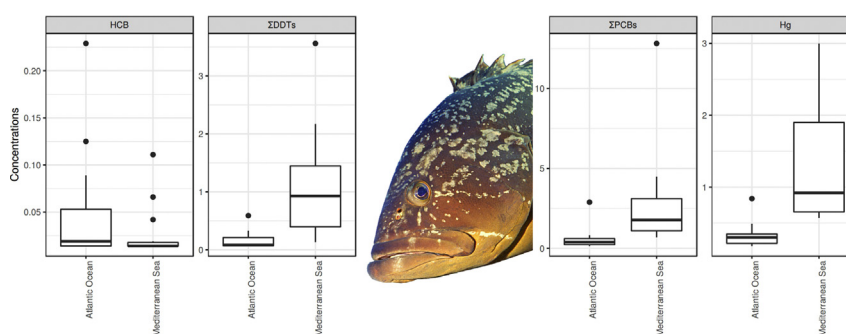 HCB
ΣDDTs
ΣPCBs
Hg
Concentrations
0.20
0.15
0.10
0.05
3
2
1
0
10
5
0
3
2
1
Atlantic Ocean
Mediterranean Sea
Atlantic Ocean
Mediterranean Sea
Atlantic Ocean
Mediterranean Sea
Atlantic Ocean
Mediterranean Sea